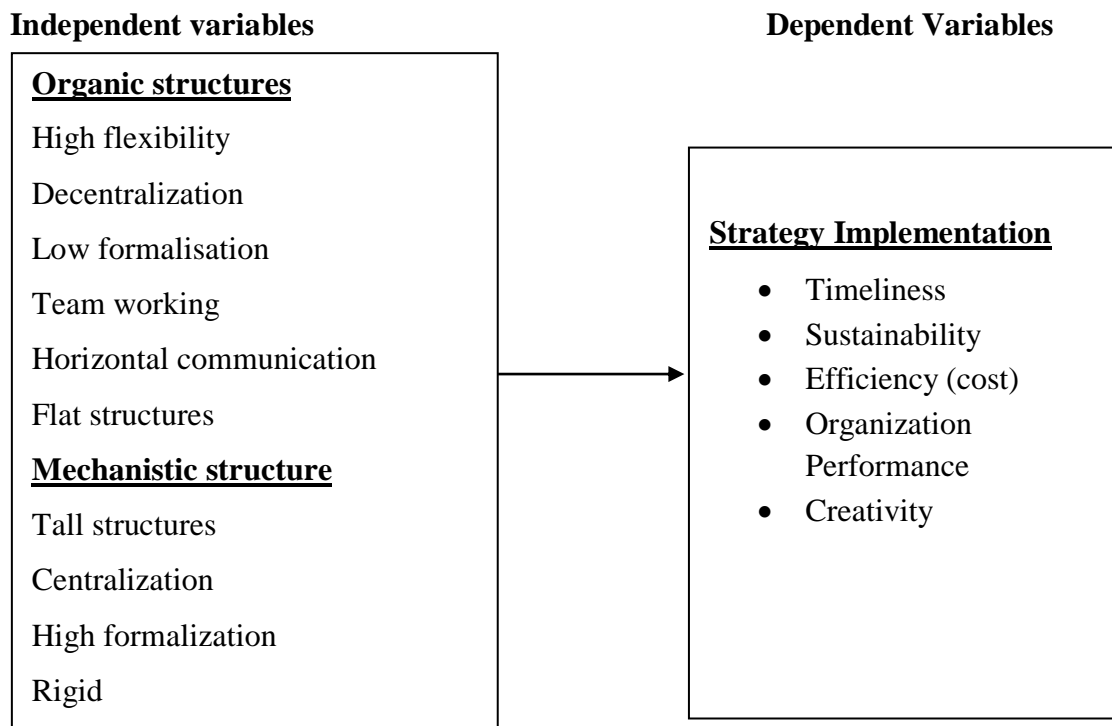 Independent variables
Dependent Variables
Organic structures
High flexibility
Decentralization
Low formalisation
Team working
Horizontal communication
Flat structures
Mechanistic structure
Tall structures
Centralization
High formalization
Rigid
Strategy Implementation
• Timeliness
• Sustainability
• Efficiency (cost)
• Organization
Performance
• Creativity